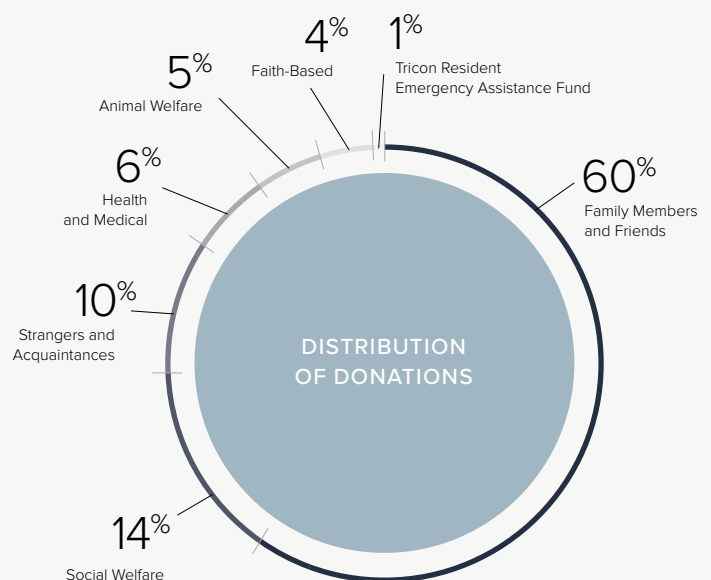 4%
Faith-Based
1%
Tricon Resident
Emergency Assistance Fund
5%
Animal Welfare
6%
Health
and Medical
60%
Family Members
and Friends
10%
Strangers and
Acquaintances
DISTRIBUTION
OF DONATIONS
14%
Social Welfare